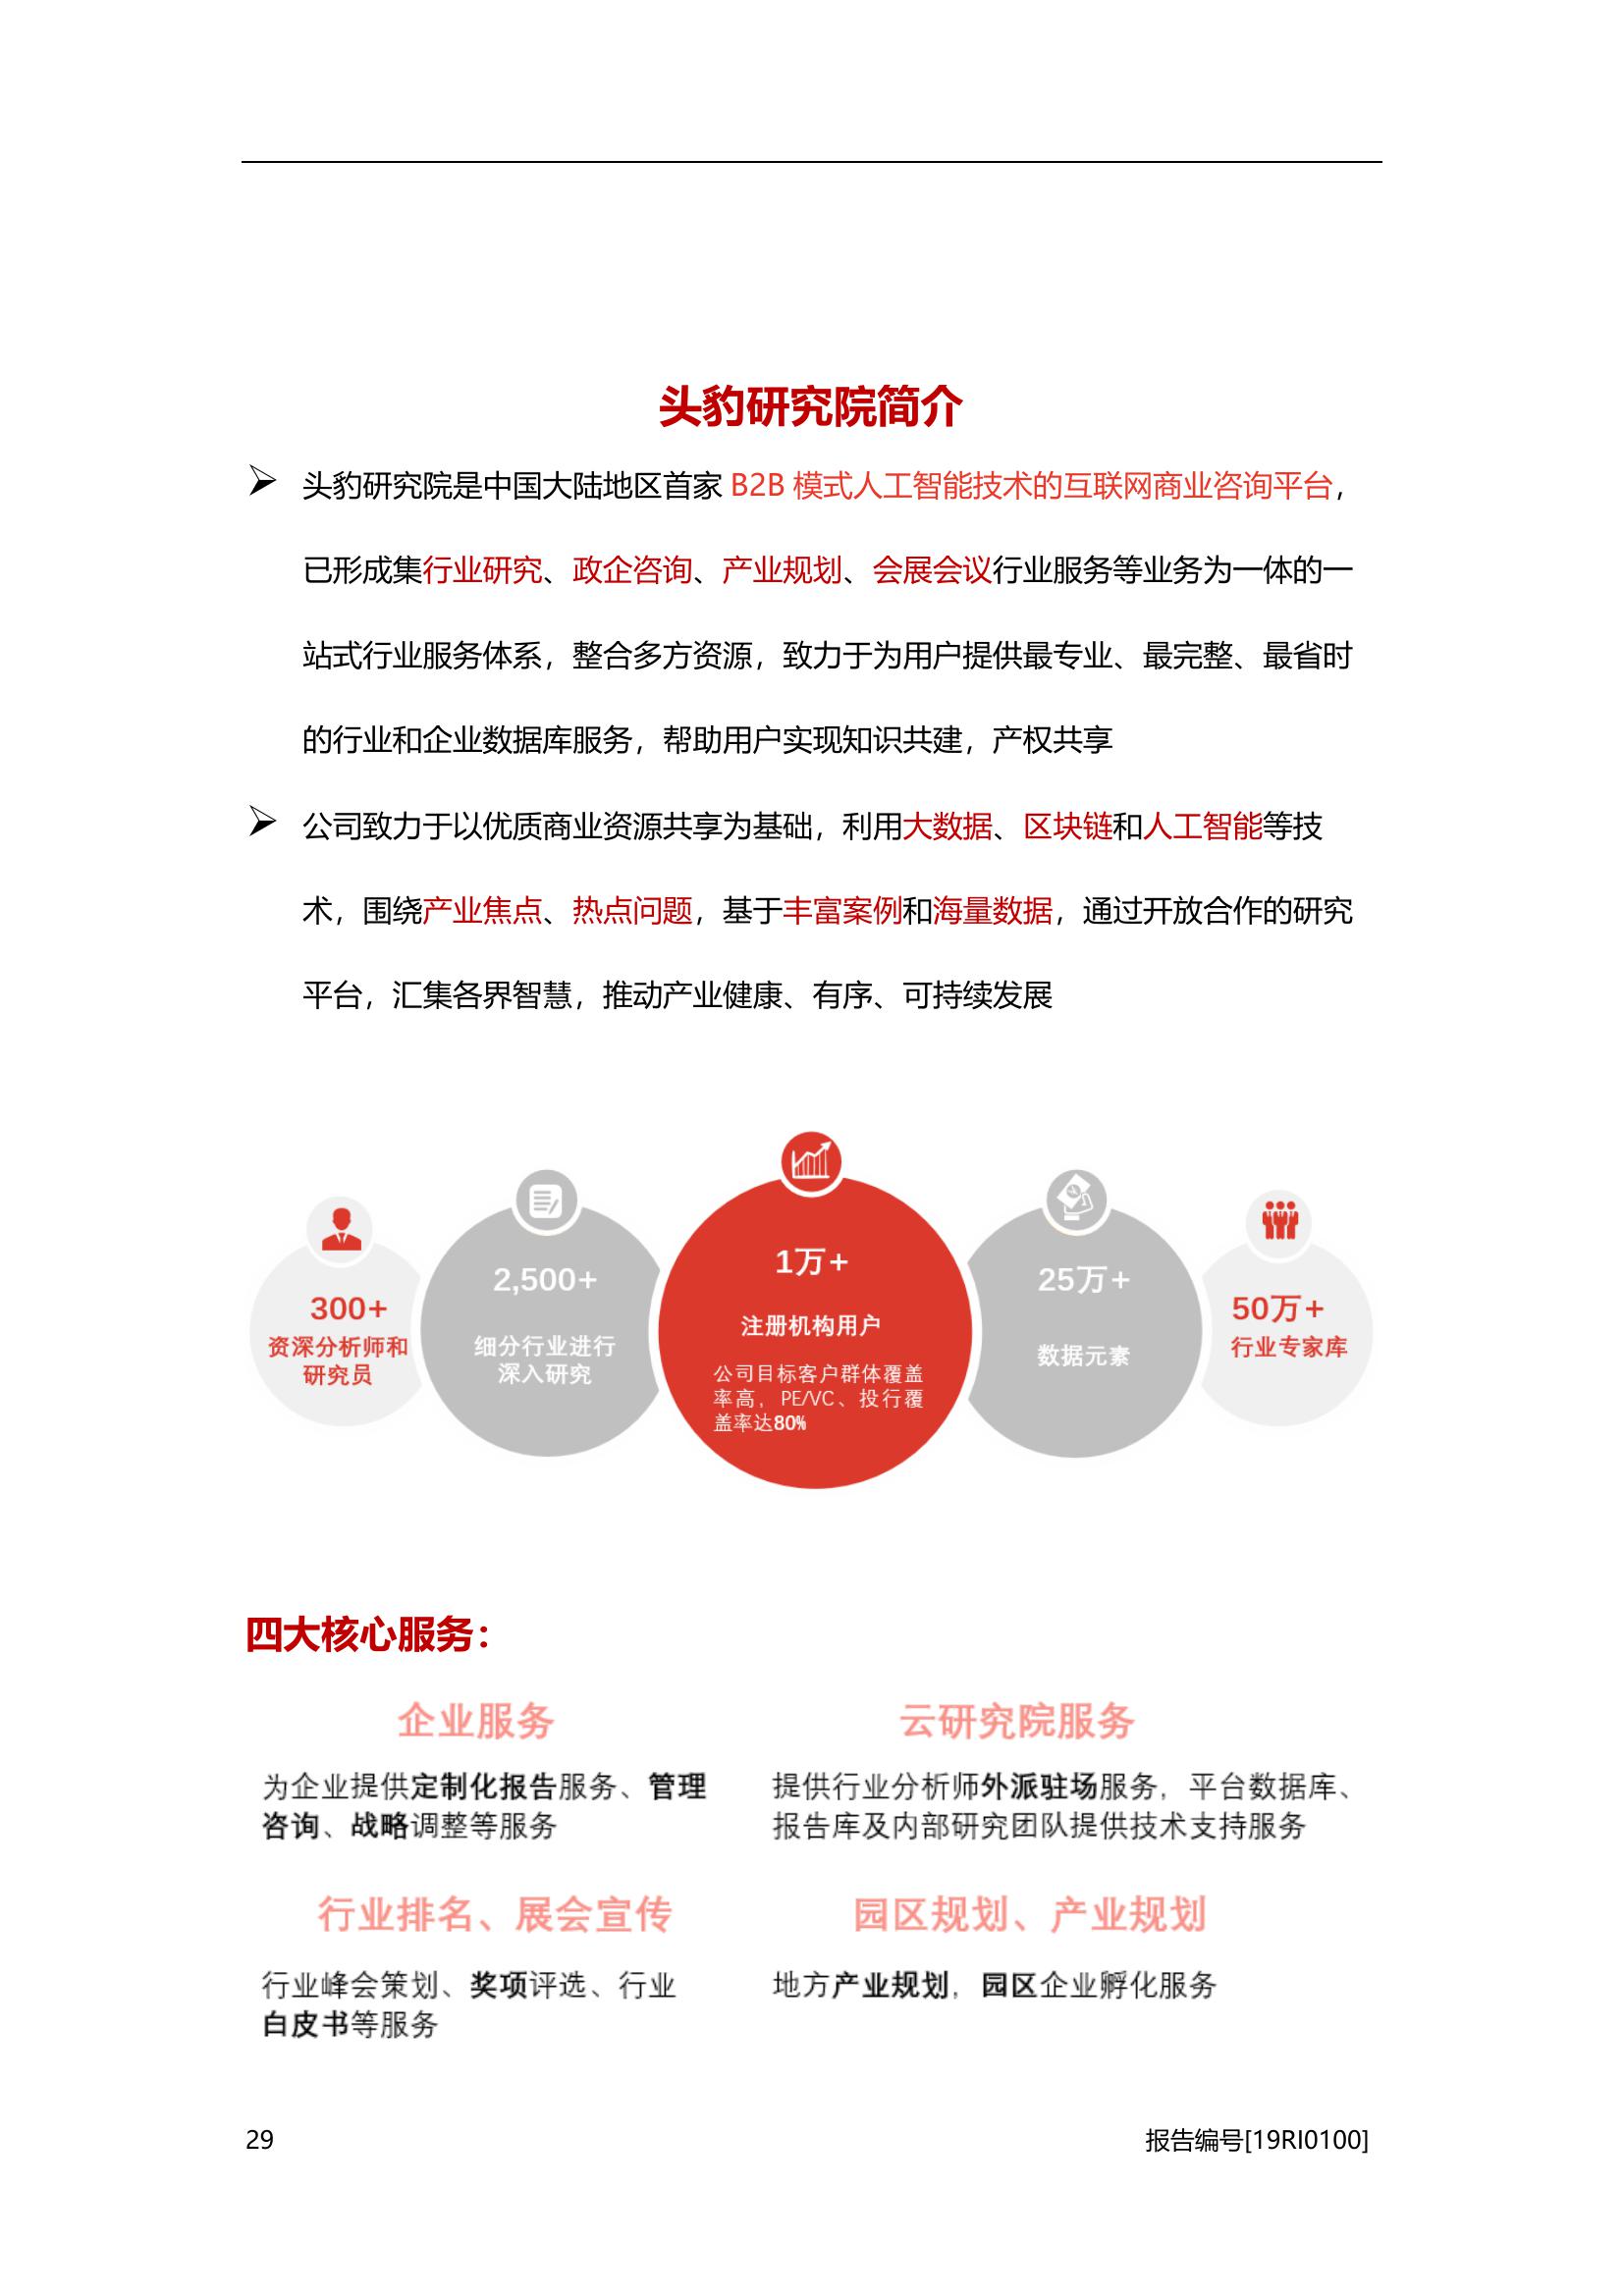 头豹研究院简介
➢ 头豹研究院是中国大陆地区首家 B2B 模式人工智能技术的互联网商业咨询平台，
已形成集行业研究、政企咨询、产业规划、会展会议行业服务等业务为一体的一
站式行业服务体系，整合多方资源，致力于为用户提供最专业、最完整、最省时
的行业和企业数据库服务，帮助用户实现知识共建，产权共享
➢ 公司致力于以优质商业资源共享为基础，利用大数据、区块链和人工智能等技
术，围绕产业焦点、热点问题，基于丰富案例和海量数据，通过开放合作的研究
平台，汇集各界智慧，推动产业健康、有序、可持续发展
300+
资深分析师和
研究员
2,500+
细分行业进行
深入研究
1万+
注册机构用户
公司目标客户群体覆盖
率高，PE/VC、投行覆
盖率达80%
25万+
数据元素
50万+
行业专家库
四大核心服务：
企业服务
为企业提供定制化报告服务、管理
咨询、战略调整等服务
云研究院服务
提供行业分析师外派驻场服务，平台数据库、
报告库及内部研究团队提供技术支持服务
行业排名、展会宣传
行业峰会策划、奖项评选、行业
白皮书等服务
园区规划、产业规划
地方产业规划，园区企业孵化服务
29
报告编号[19RI0100]